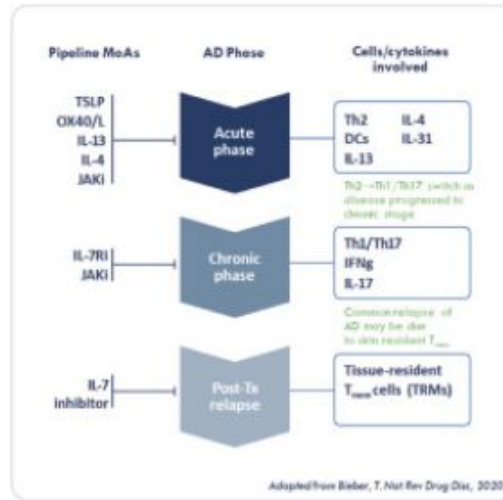 Pipeline MoAs
AD Phase
Cells/cytokines
involved
TSLP
OX40/L
IL-13
IL-4
JAKi
Acute
phase
Th2 IL-4
DCs IL-31
IL-13
Th2→Th1/Th17 switch as
disease progressed to
chronic stage
IL-7Ri
JAKi
Chronic
phase
Th1/Th17
IFNg
IL-17
Common relapse of
AD may be due
to skin resident Tmem
IL-7
inhibitor
Post-Tx
relapse
Tissue-resident
Tmem cells (TRMs)
Adapted from Bieber, T. Nat Rev Drug Disc, 2020